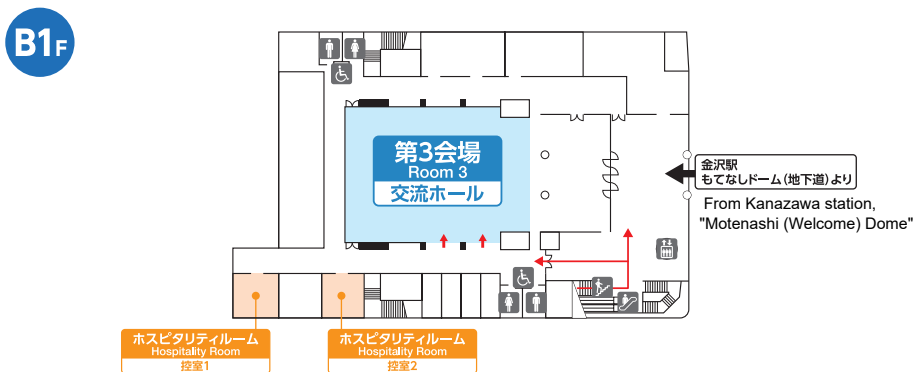 B1F
第3会場
Room 3
交流ホール
金沢駅
もてなしドーム(地下道)より
From Kanazawa station,
"Motenashi (Welcome) Dome"
ホスピタリティルーム
Hospitality Room
控室1
ホスピタリティルーム
Hospitality Room
控室2